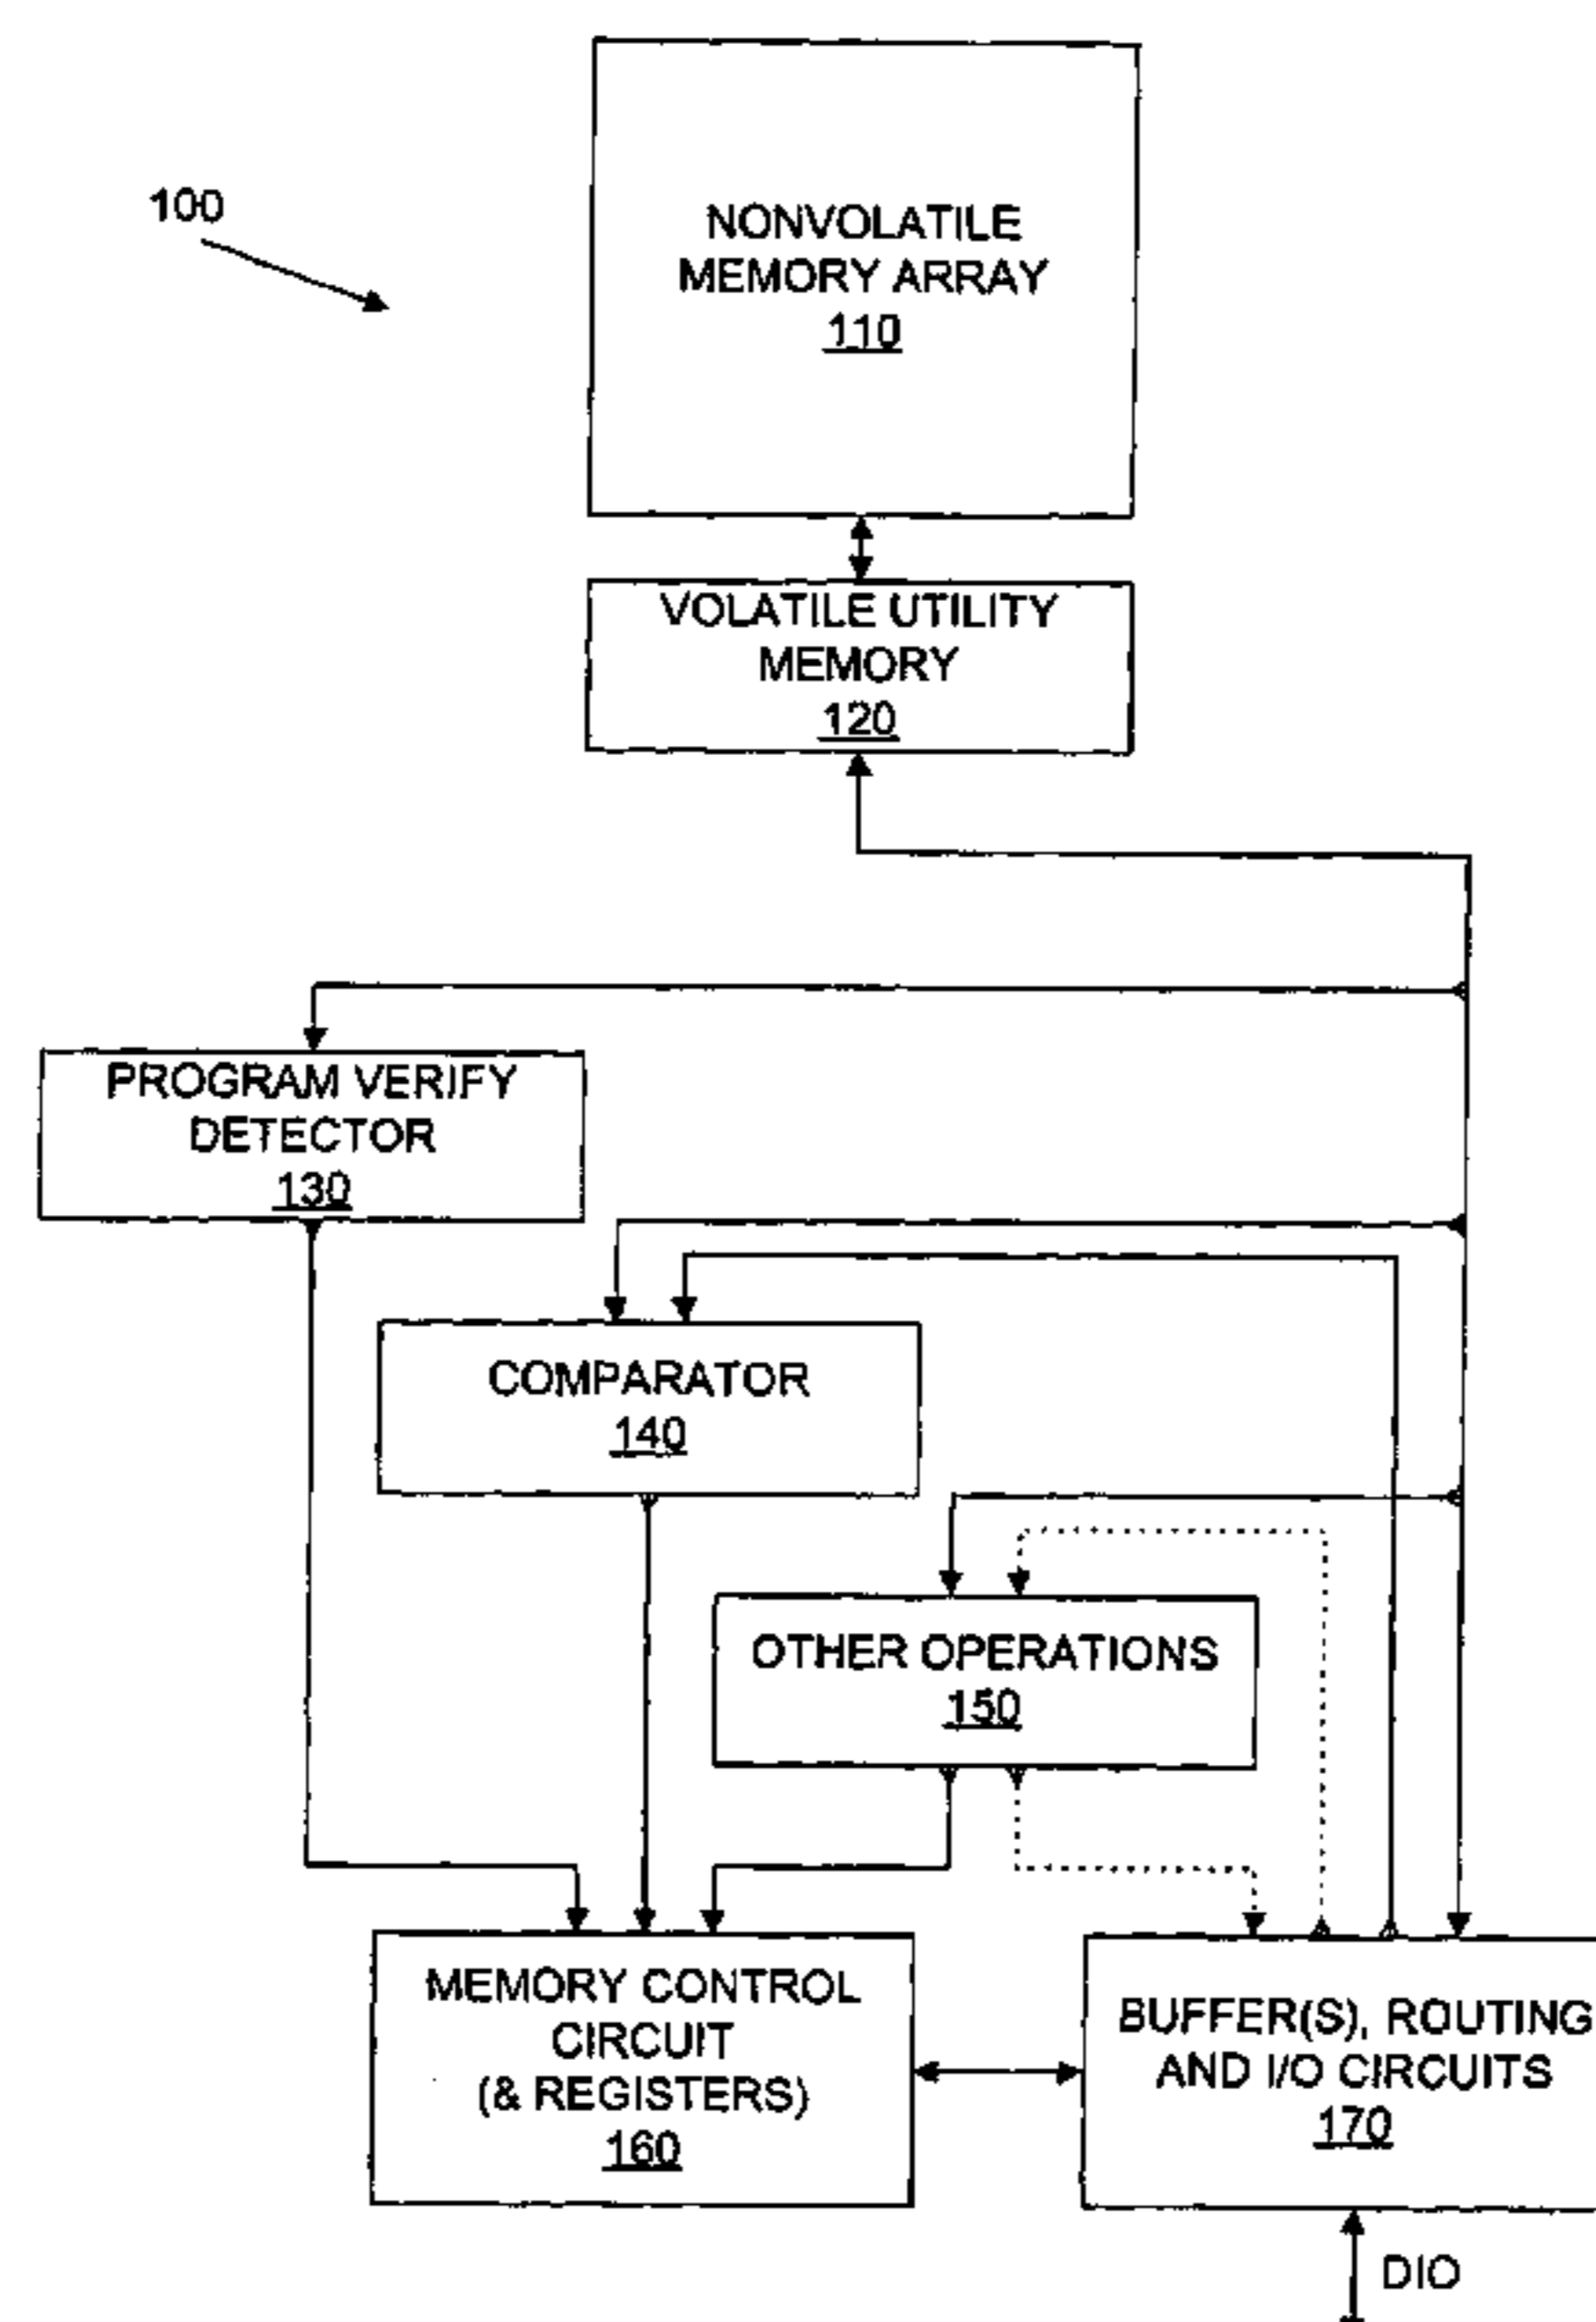 100
NONVOLATILE
MEMORY ARRAY
110
VOLATILE UTILITY
MEMORY
120
PROGRAM VERIFY
DETECTOR
130
COMPARATOR
140
OTHER OPERATIONS
150
MEMORY CONTROL
CIRCUIT
(& REGISTERS)
160
BUFFER(S), ROUTING
AND I/O CIRCUITS
170
DIO